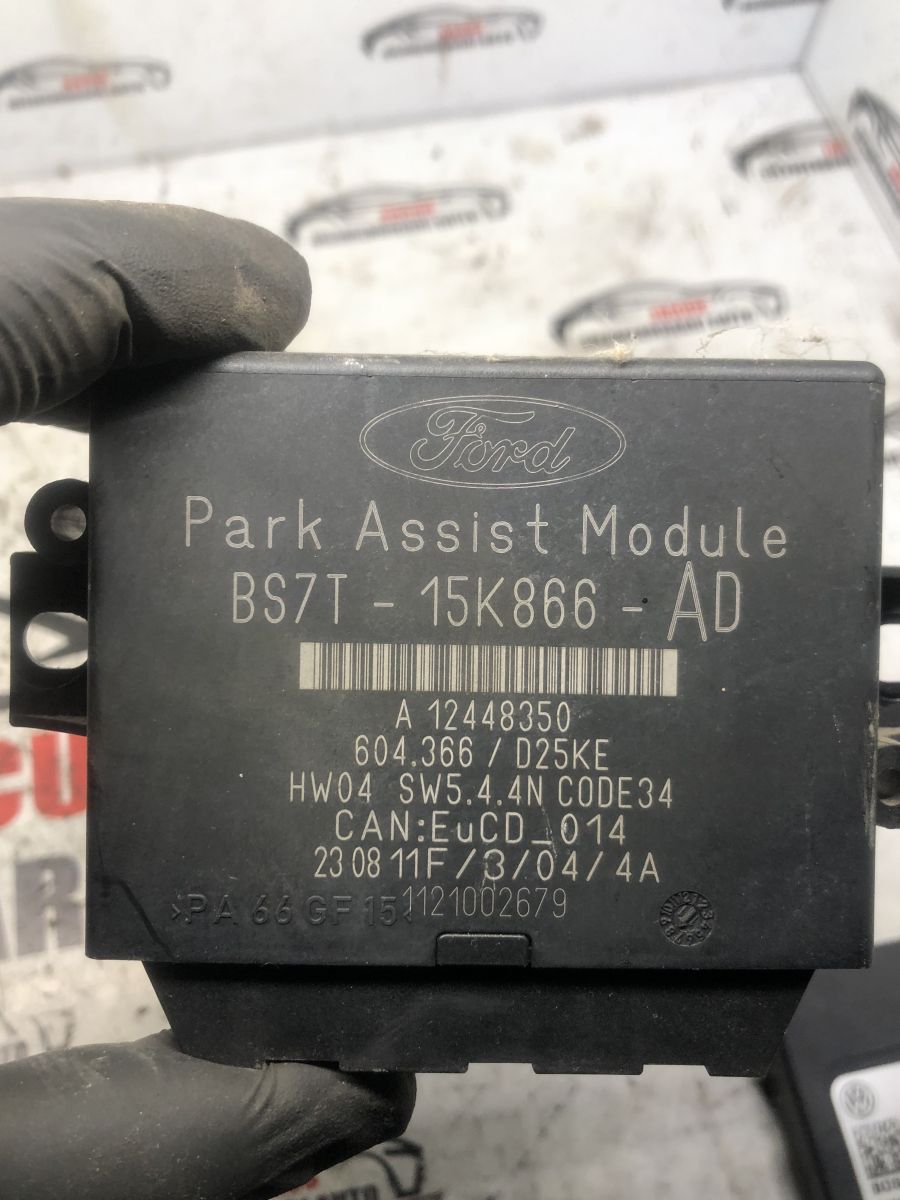 Ford
Park Assist Module
BS7T - 15K866 - AD
A 12448350
604.366 / D25KE
HW04 SW5.4.4N CODE34
CAN:EuCD_014
23 08 11F/3/04/4A
>PA 66 GF 15<
1121002679